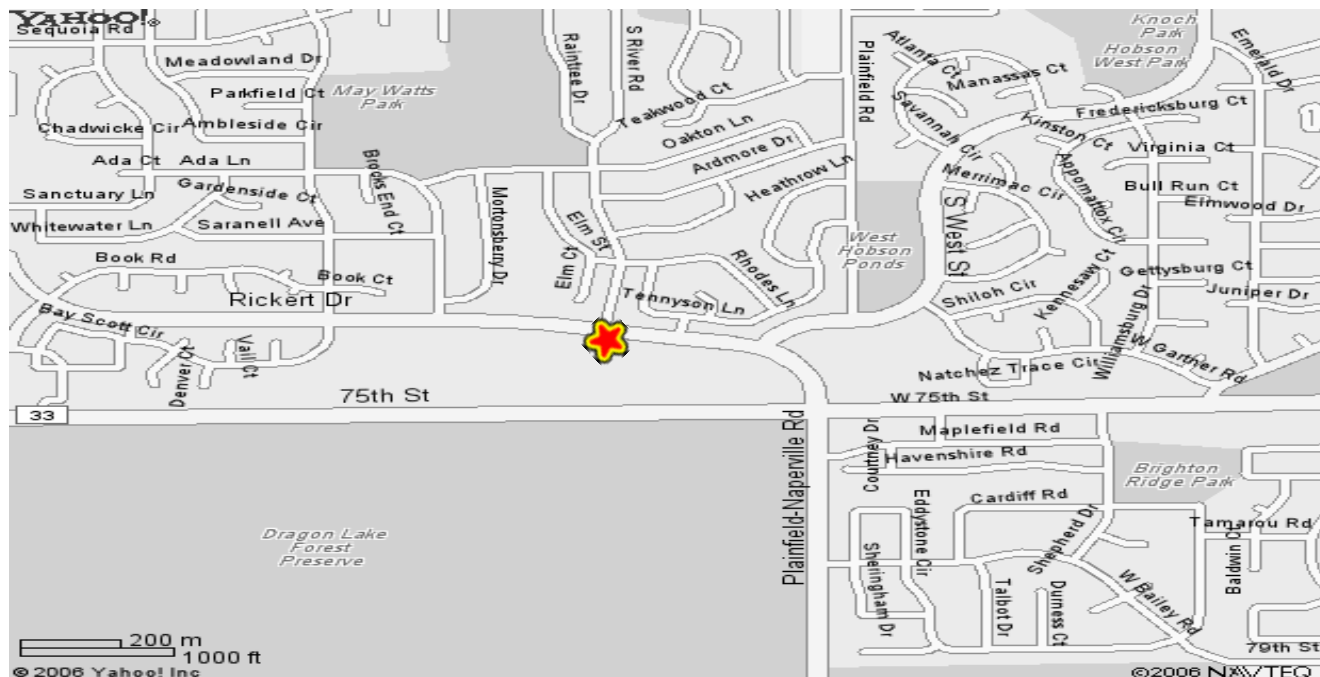 YAHOO!®
Sequoia Rd
Meadowland Dr
Parkfield Ct
May Watts
Park
Chadwicke Cir
Ambleside Cir
Ada Ct
Ada Ln
Brooks End Ct
Sanctuary Ln
Gardenside Ct
Whitewater Ln
Saranell Ave
Book Rd
Book Ct
Rickert Dr
Bay Scott Cir
Denver Ct
Vail Ct
Raintree Dr
S River Rd
Teakwood Ct
Oakton Ln
Ardmore Dr
Heathrow Ln
Mortonsberry Dr
Elm St
Elm Ct
Rhodes Ln
Tennyson Ln
Plainfield Rd
Atlanta Ct
Manassas Ct
Savannah Cir
Knoch
Park
Hobson
West Park
Emerald Dr
Fredericksburg Ct
1
Kinston Ct
Virginia Ct
Appomattox Cir
Merrimac Cir
Bull Run Ct
Elmwood Dr
S West St
West
Hobson
Ponds
Gettysburg Ct
Kennesaw Ct
Juniper Dr
Shiloh Cir
Williamsburg Dr
W Gartner Rd
Natchez Trace Cir
75th St
W 75th St
33
Plainfield-Naperville Rd
Courtney Dr
Maplefield Rd
Havenshire Rd
Brighton
Ridge Park
Cardiff Rd
Eddystone Cir
Shepherd Dr
Tamarou Rd
Baldwin Ct
Sheringham Dr
Talbot Dr
Durness Ct
W Bailey Rd
79th St
Dragon Lake
Forest
Preserve
200 m
1000 ft
© 2006 Yahoo! Inc
©2006 NAVTEQ